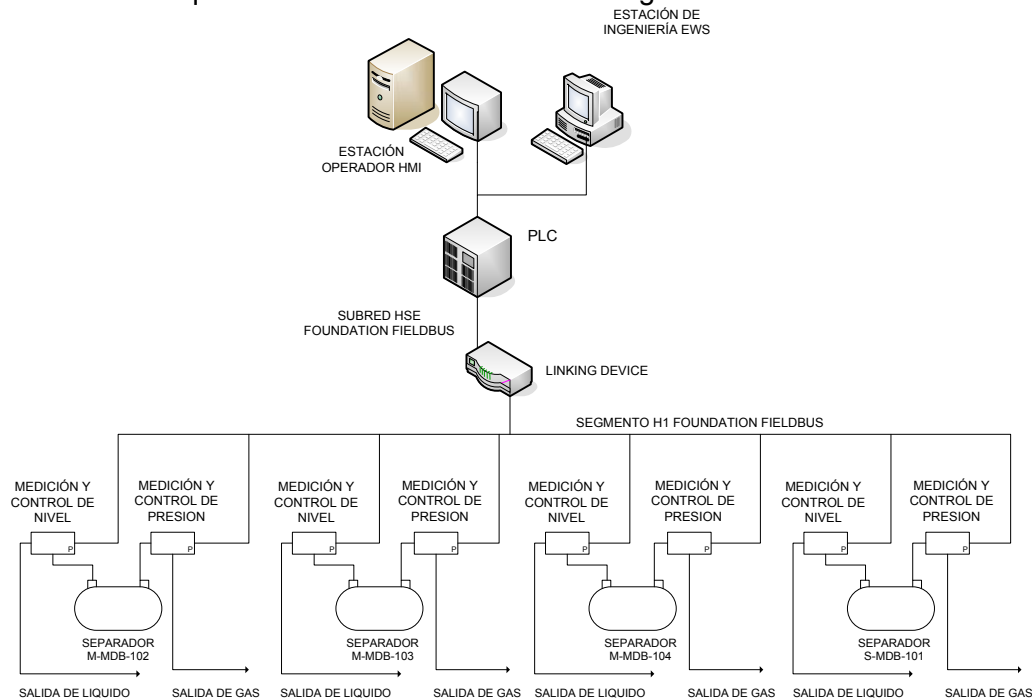 ESTACIÓN DE
INGENIERÍA EWS
ESTACIÓN
OPERADOR HMI
PLC
SUBRED HSE
FOUNDATION FIELDBUS
LINKING DEVICE
SEGMENTO H1 FOUNDATION FIELDBUS
MEDICIÓN Y
CONTROL DE
NIVEL
MEDICIÓN Y
CONTROL DE
PRESION
MEDICIÓN Y
CONTROL DE
NIVEL
MEDICIÓN Y
CONTROL DE
PRESION
MEDICIÓN Y
CONTROL DE
NIVEL
MEDICIÓN Y
CONTROL DE
PRESION
MEDICIÓN Y
CONTROL DE
NIVEL
MEDICIÓN Y
CONTROL DE
PRESION
P
P
P
P
P
P
P
P
SEPARADOR
M-MDB-102
SEPARADOR
M-MDB-103
SEPARADOR
M-MDB-104
SEPARADOR
S-MDB-101
SALIDA DE LIQUIDO
SALIDA DE GAS
SALIDA DE LIQUIDO
SALIDA DE GAS
SALIDA DE LIQUIDO
SALIDA DE GAS
SALIDA DE LIQUIDO
SALIDA DE GAS